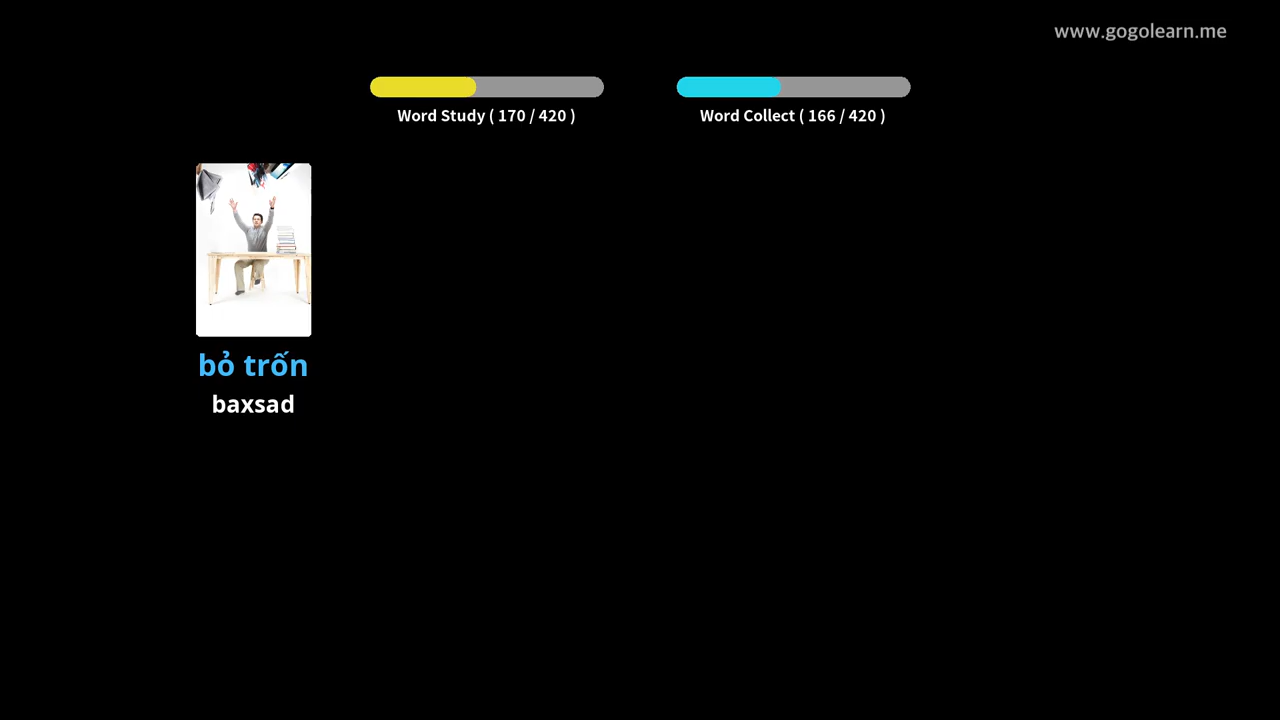 www.gogolearn.me
Word Study ( 170 / 420 )
Word Collect ( 166 / 420 )
bỏ trốn
baxsad